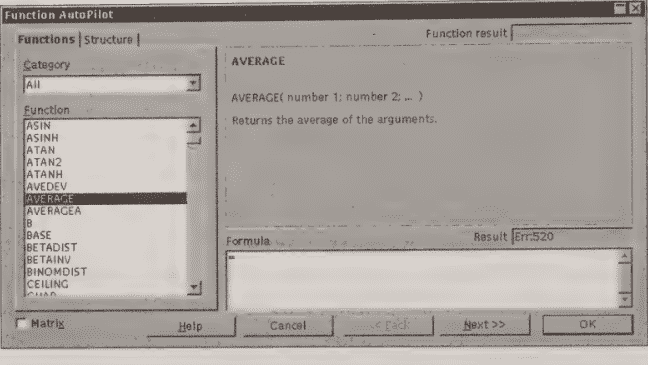 Function AutoPilot
Functions Structure
Function result
Category
All
Function
ASIN
ASINH
ATAN
ATAN2
ATANH
AVEDEV
AVERAGE
AVERAGEA
B
BASE
BETADIST
BETAINV
BINOMDIST
CEILING
AVERAGE
AVERAGE( number 1; number 2; ... )
Returns the average of the arguments.
Formula
Result Err:520
=
Matrix
Help
Cancel
<< Back
Next >>
OK